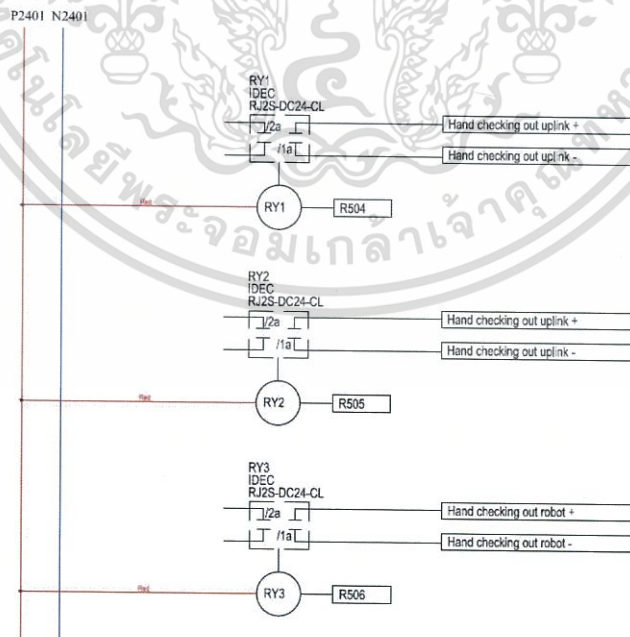 P2401 N2401
RY1
IDEC
RJ2S-DC24-CL
/2a
Hand checking out uplink +
/1a
Hand checking out uplink -
Red
RY1
R504
RY2
IDEC
RJ2S-DC24-CL
/2a
Hand checking out uplink +
/1a
Hand checking out uplink -
Red
RY2
R505
RY3
IDEC
RJ2S-DC24-CL
/2a
Hand checking out robot +
/1a
Hand checking out robot -
Red
RY3
R506